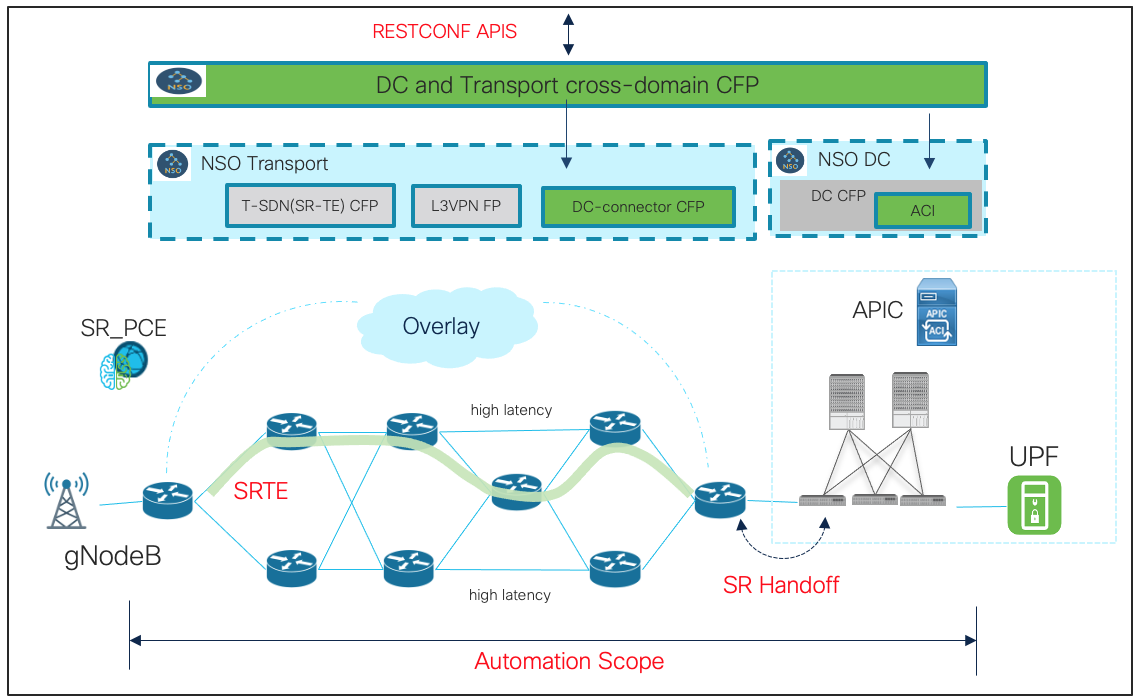 RESTCONF APIS
NSO
DC and Transport cross-domain CFP
NSO
NSO Transport
NSO
NSO DC
T-SDN(SR-TE) CFP
L3VPN FP
DC-connector CFP
DC CFP
ACI
SR_PCE
Overlay
APIC
APIC
ACI
high latency
SRTE
UPF
gNodeB
SR Handoff
high latency
Automation Scope